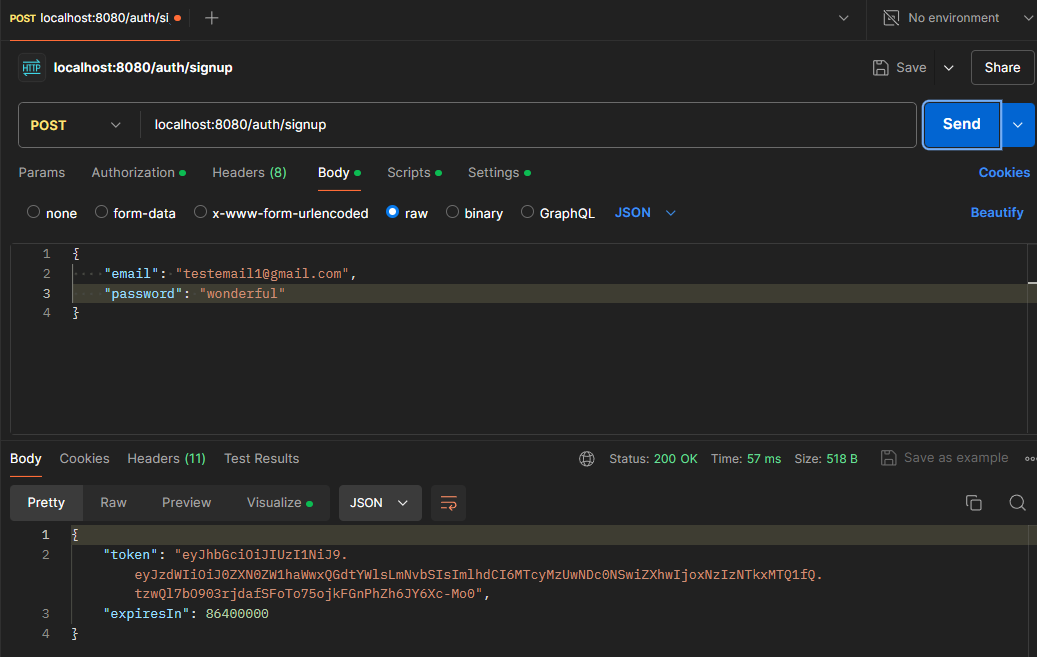 POST localhost:8080/auth/si
No environment
HTTP localhost:8080/auth/signup
Save
Share
POST
localhost:8080/auth/signup
Send
Params
Authorization
Headers (8)
Body
Scripts
Settings
Cookies
none
form-data
x-www-form-urlencoded
raw
binary
GraphQL
JSON
Beautify
1 {
2 "email": "testemail1@gmail.com",
3 "password": "wonderful"
4 }
Body
Cookies
Headers (11)
Test Results
Status: 200 OK
Time: 57 ms
Size: 518 B
Save as example
Pretty
Raw
Preview
Visualize
JSON
1 {
2 "token": "eyJhbGciOiJIUzI1NiJ9.
eyJzdWIiOiJ0ZXN0ZW1haWwxQGdtYWlsLmNvbSIsImlhdCI6MTcyMzUwNDc0NSwiZXhwIjoxNzIzNTkxMTQ1fQ.
tzwQl7bO903rjdafSFoTo75ojkFGnPhZh6JY6Xc-Mo0",
3 "expiresIn": 86400000
4 }